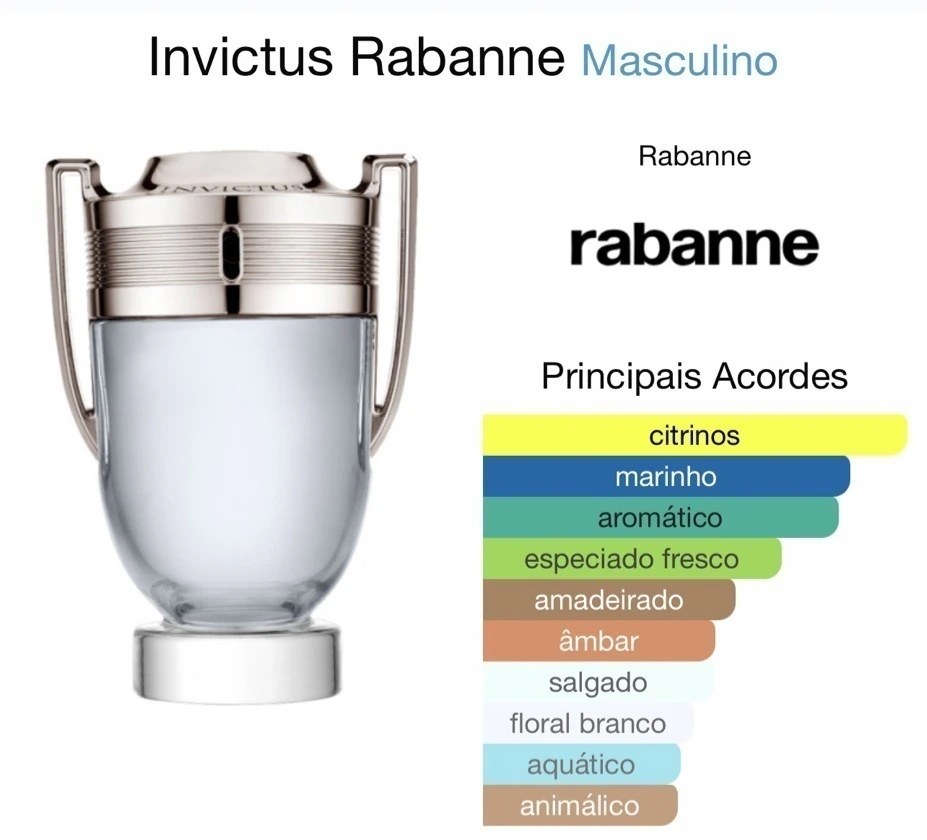 Invictus Rabanne Masculino
INVICTUS
Rabanne
rabanne
Principais Acordes
citrinos
marinho
aromático
especiado fresco
amadeirado
âmbar
salgado
floral branco
aquático
animálico